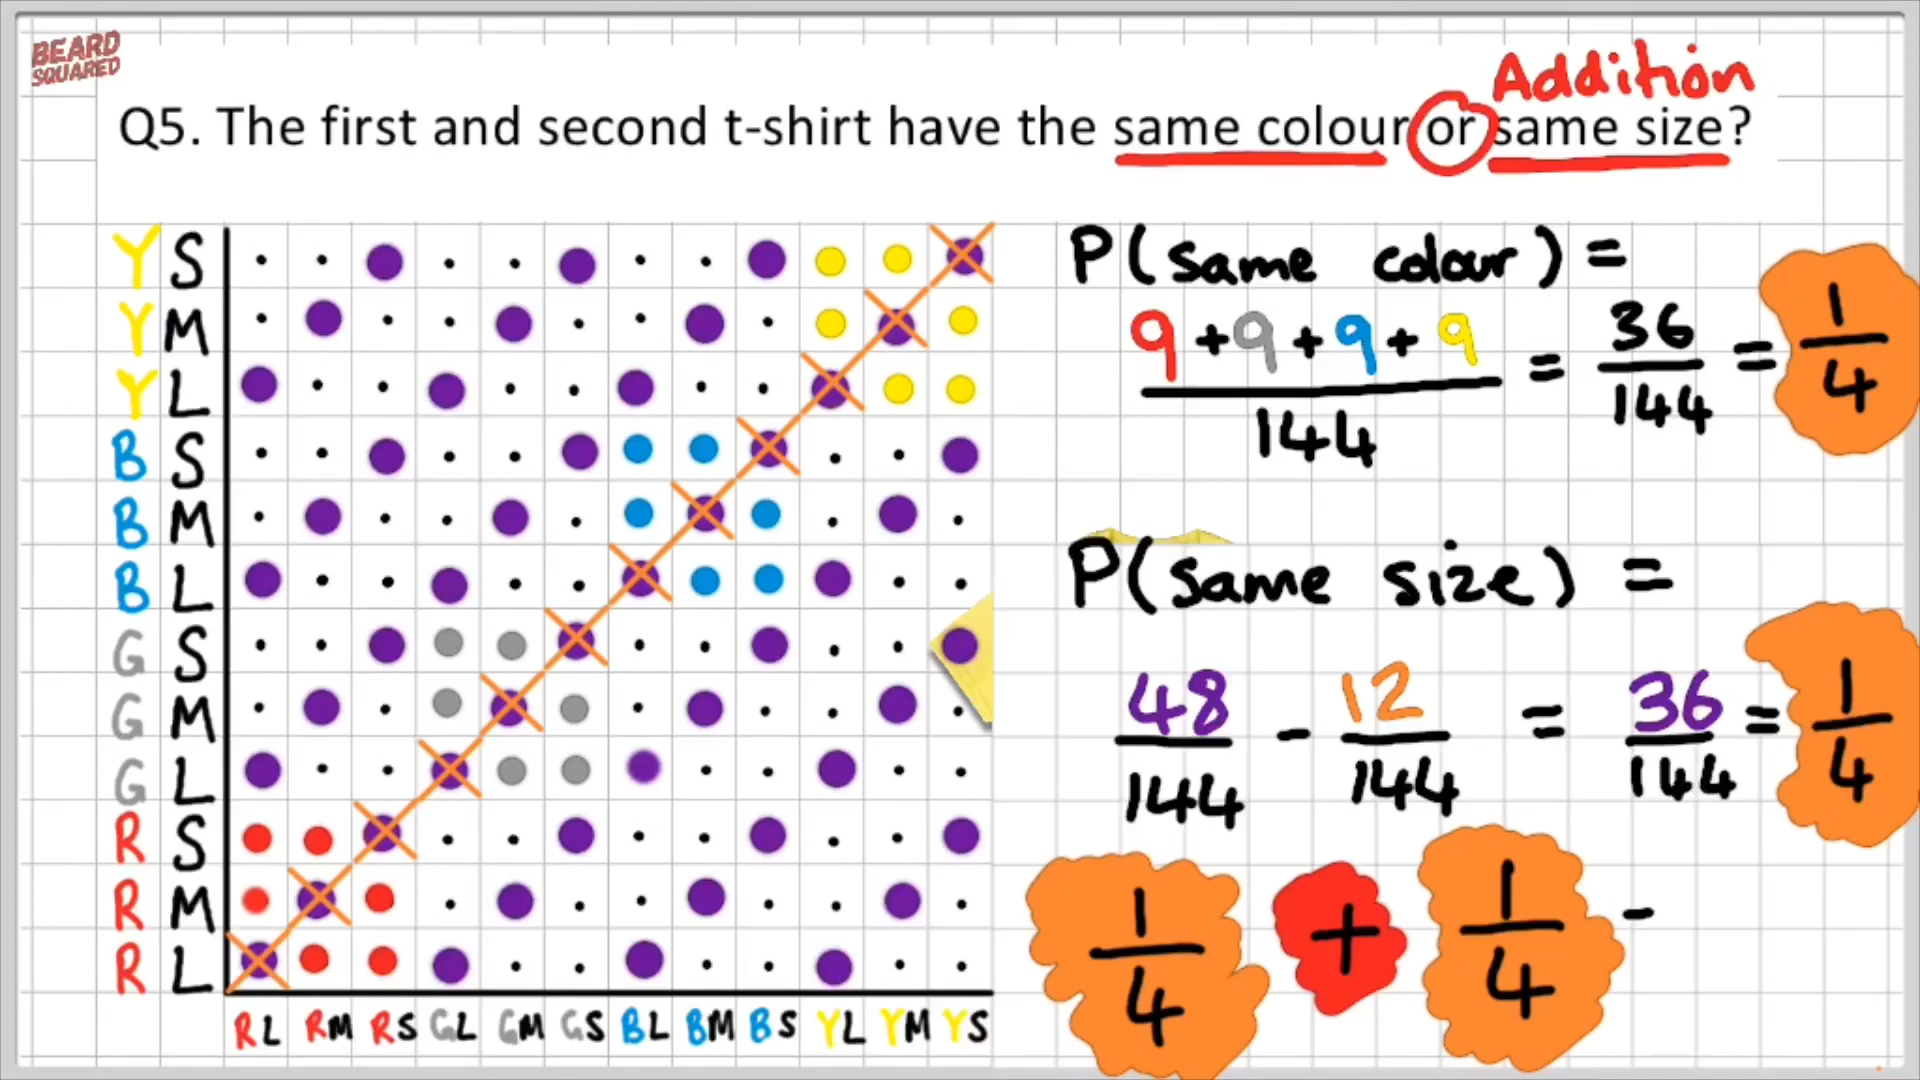 BEARD
SQUARED
Addition
Q5. The first and second t-shirt have the same colour or same size?
Y S
Y M
Y L
B S
B M
B L
G S
G M
G L
R S
R M
R L
RL RM RS GL GM GS BL BM BS YL YM YS
P(same colour) =
9 + 9 + 9 + 9 / 144 = 36/144 = 1/4
P(same size) =
48/144 - 12/144 = 36/144 = 1/4
1/4 + 1/4 -